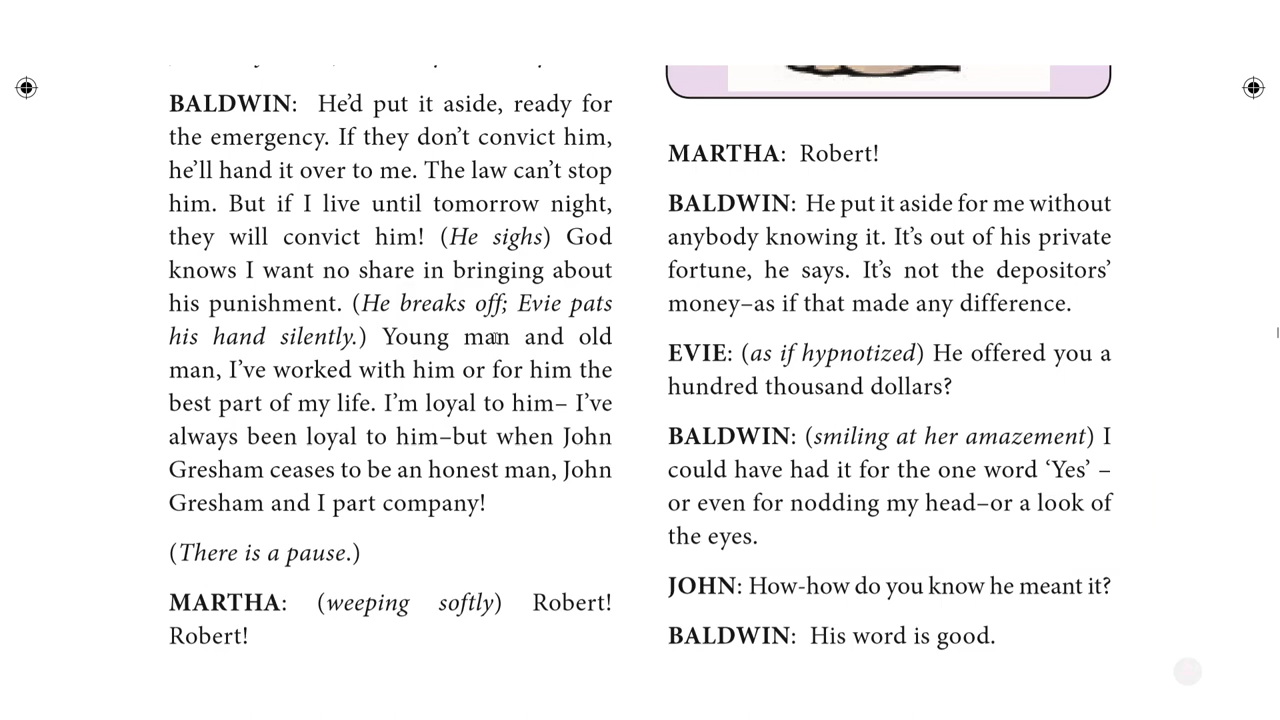 BALDWIN: He’d put it aside, ready for
the emergency. If they don’t convict him,
he’ll hand it over to me. The law can’t stop
him. But if I live until tomorrow night,
they will convict him! (He sighs) God
knows I want no share in bringing about
his punishment. (He breaks off; Evie pats
his hand silently.) Young man and old
man, I’ve worked with him or for him the
best part of my life. I’m loyal to him– I’ve
always been loyal to him–but when John
Gresham ceases to be an honest man, John
Gresham and I part company!
(There is a pause.)
MARTHA: (weeping softly) Robert!
Robert!
MARTHA: Robert!
BALDWIN: He put it aside for me without
anybody knowing it. It’s out of his private
fortune, he says. It’s not the depositors’
money–as if that made any difference.
EVIE: (as if hypnotized) He offered you a
hundred thousand dollars?
BALDWIN: (smiling at her amazement) I
could have had it for the one word ‘Yes’ –
or even for nodding my head–or a look of
the eyes.
JOHN: How-how do you know he meant it?
BALDWIN: His word is good.